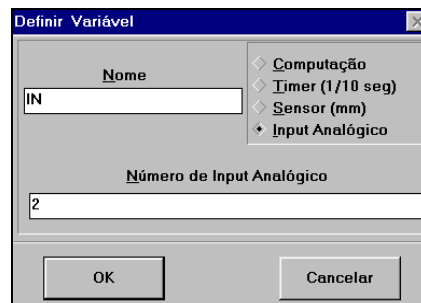 Definir Variável
Nome
IN
Computação
Timer (1/10 seg)
Sensor (mm)
Input Analógico
Número de Input Analógico
2
OK
Cancelar